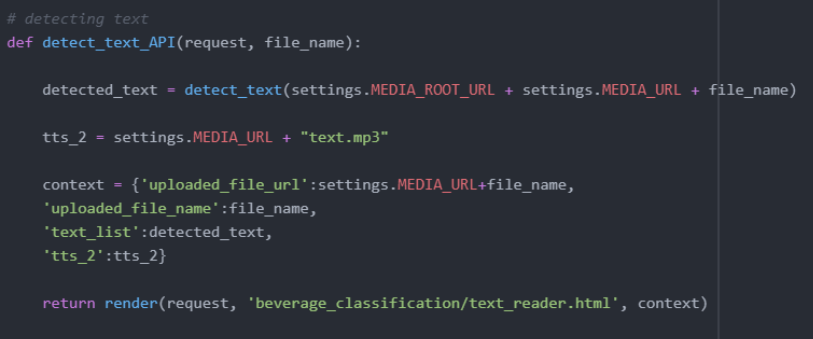 # detecting text
def detect_text_API(request, file_name):
detected_text = detect_text(settings.MEDIA_ROOT_URL + settings.MEDIA_URL + file_name)
tts_2 = settings.MEDIA_URL + "text.mp3"
context = {'uploaded_file_url':settings.MEDIA_URL+file_name,
'uploaded_file_name':file_name,
'text_list':detected_text,
'tts_2':tts_2}
return render(request, 'beverage_classification/text_reader.html', context)